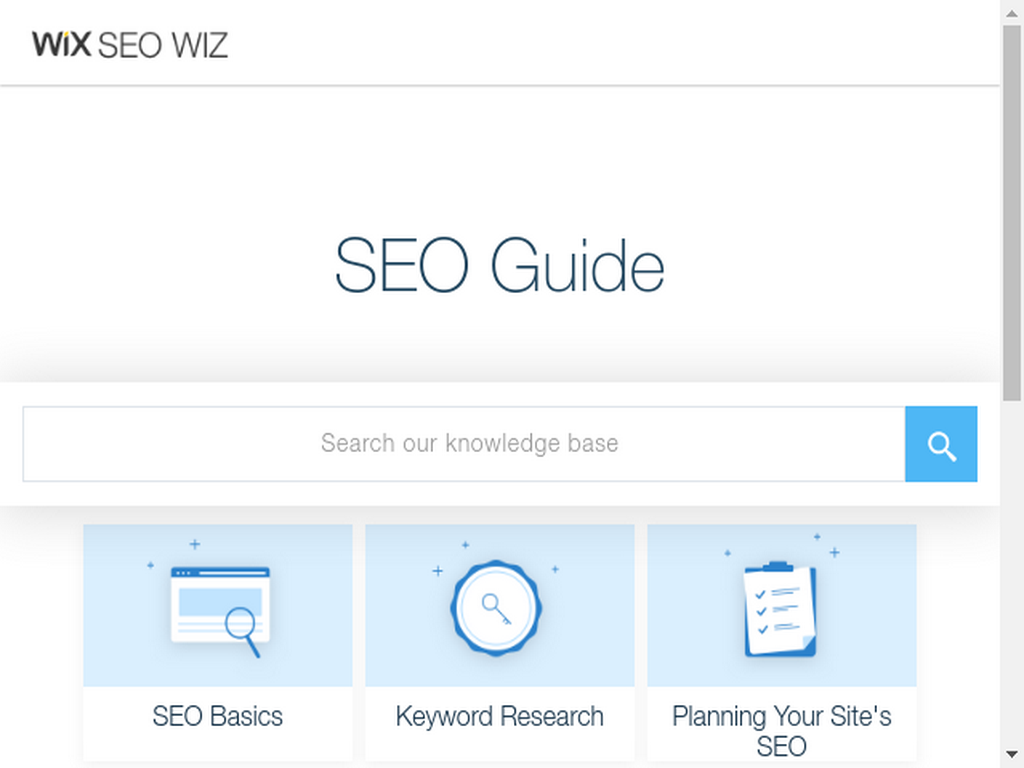 WiX SEO WIZ
SEO Guide
Search our knowledge base
SEO Basics
Keyword Research
Planning Your Site's
SEO